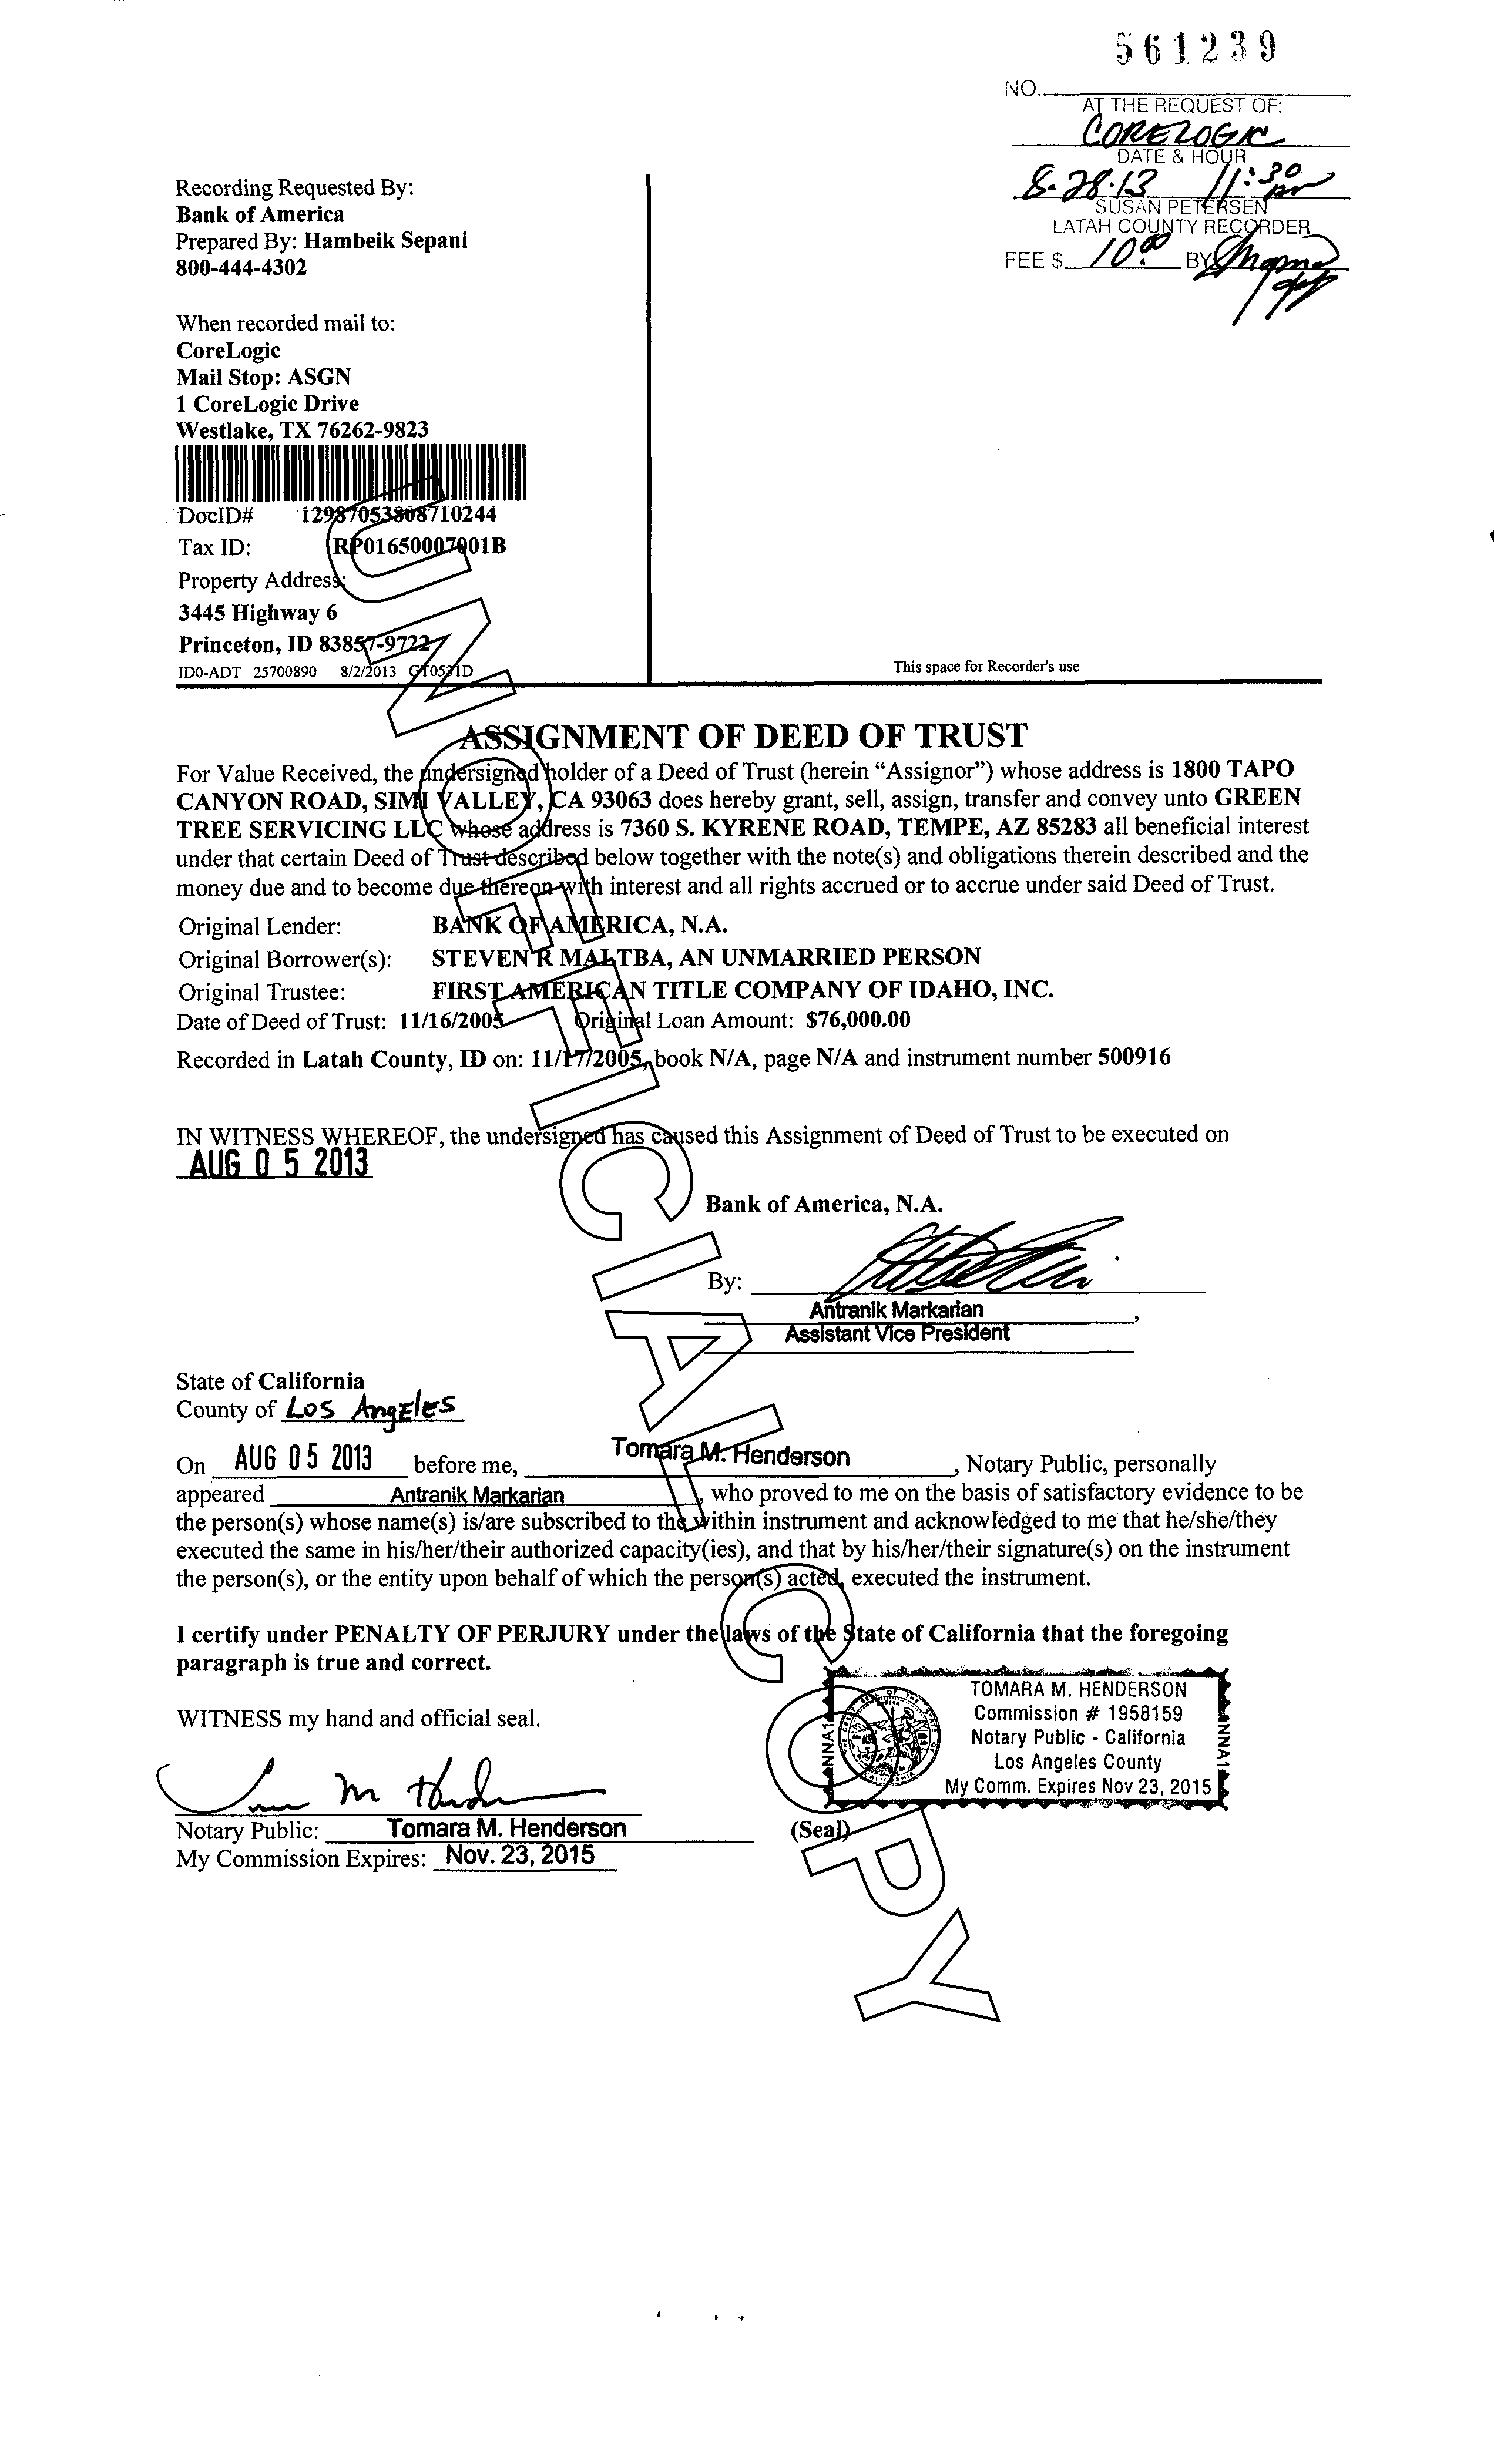 561239
NO.
AT THE REQUEST OF:
CORELOGIC
DATE & HOUR
8-28-13 11:30
SUSAN PETERSEN
LATAH COUNTY RECORDER
FEE $ 10.00 BY
Recording Requested By:
Bank of America
Prepared By: Hambeik Sepani
800-444-4302
When recorded mail to:
CoreLogic
Mail Stop: ASGN
1 CoreLogic Drive
Westlake, TX 76262-9823
DocID# 12987053808710244
Tax ID: RP01650007001B
Property Address:
3445 Highway 6
Princeton, ID 83857-9722
ID0-ADT 25700890 8/2/2013
This space for Recorder's use
ASSIGNMENT OF DEED OF TRUST
For Value Received, the undersigned holder of a Deed of Trust (herein “Assignor”) whose address is 1800 TAPO
CANYON ROAD, SIMI VALLEY, CA 93063 does hereby grant, sell, assign, transfer and convey unto GREEN
TREE SERVICING LLC whose address is 7360 S. KYRENE ROAD, TEMPE, AZ 85283 all beneficial interest
under that certain Deed of Trust described below together with the note(s) and obligations therein described and the
money due and to become due thereon with interest and all rights accrued or to accrue under said Deed of Trust.
Original Lender: BANK OF AMERICA, N.A.
Original Borrower(s): STEVEN R MALTBA, AN UNMARRIED PERSON
Original Trustee: FIRST AMERICAN TITLE COMPANY OF IDAHO, INC.
Date of Deed of Trust: 11/16/2005 Original Loan Amount: $76,000.00
Recorded in Latah County, ID on: 11/17/2005, book N/A, page N/A and instrument number 500916
IN WITNESS WHEREOF, the undersigned has caused this Assignment of Deed of Trust to be executed on
AUG 05 2013
Bank of America, N.A.
By:
Antranik Markarian
Assistant Vice President
State of California
County of Los Angeles
On AUG 05 2013 before me, Tomara M. Henderson, Notary Public, personally
appeared Antranik Markarian, who proved to me on the basis of satisfactory evidence to be
the person(s) whose name(s) is/are subscribed to the within instrument and acknowledged to me that he/she/they
executed the same in his/her/their authorized capacity(ies), and that by his/her/their signature(s) on the instrument
the person(s), or the entity upon behalf of which the person(s) acted, executed the instrument.
I certify under PENALTY OF PERJURY under the laws of the State of California that the foregoing
paragraph is true and correct.
WITNESS my hand and official seal.
TOMARA M. HENDERSON
Commission # 1958159
Notary Public - California
Los Angeles County
My Comm. Expires Nov 23, 2015
Notary Public: Tomara M. Henderson (Seal)
My Commission Expires: Nov. 23, 2015
UNOFFICIAL COPY